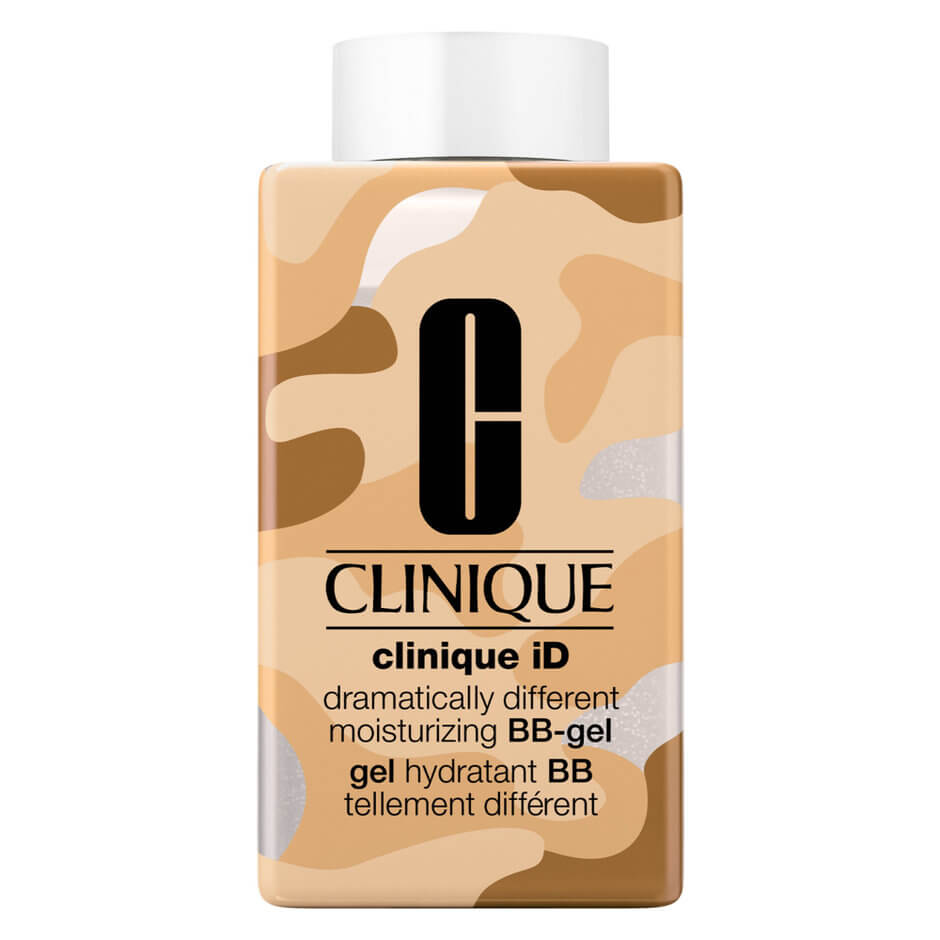 C
CLINIQUE
clinique iD
dramatically different
moisturizing BB-gel
gel hydratant BB
tellement différent